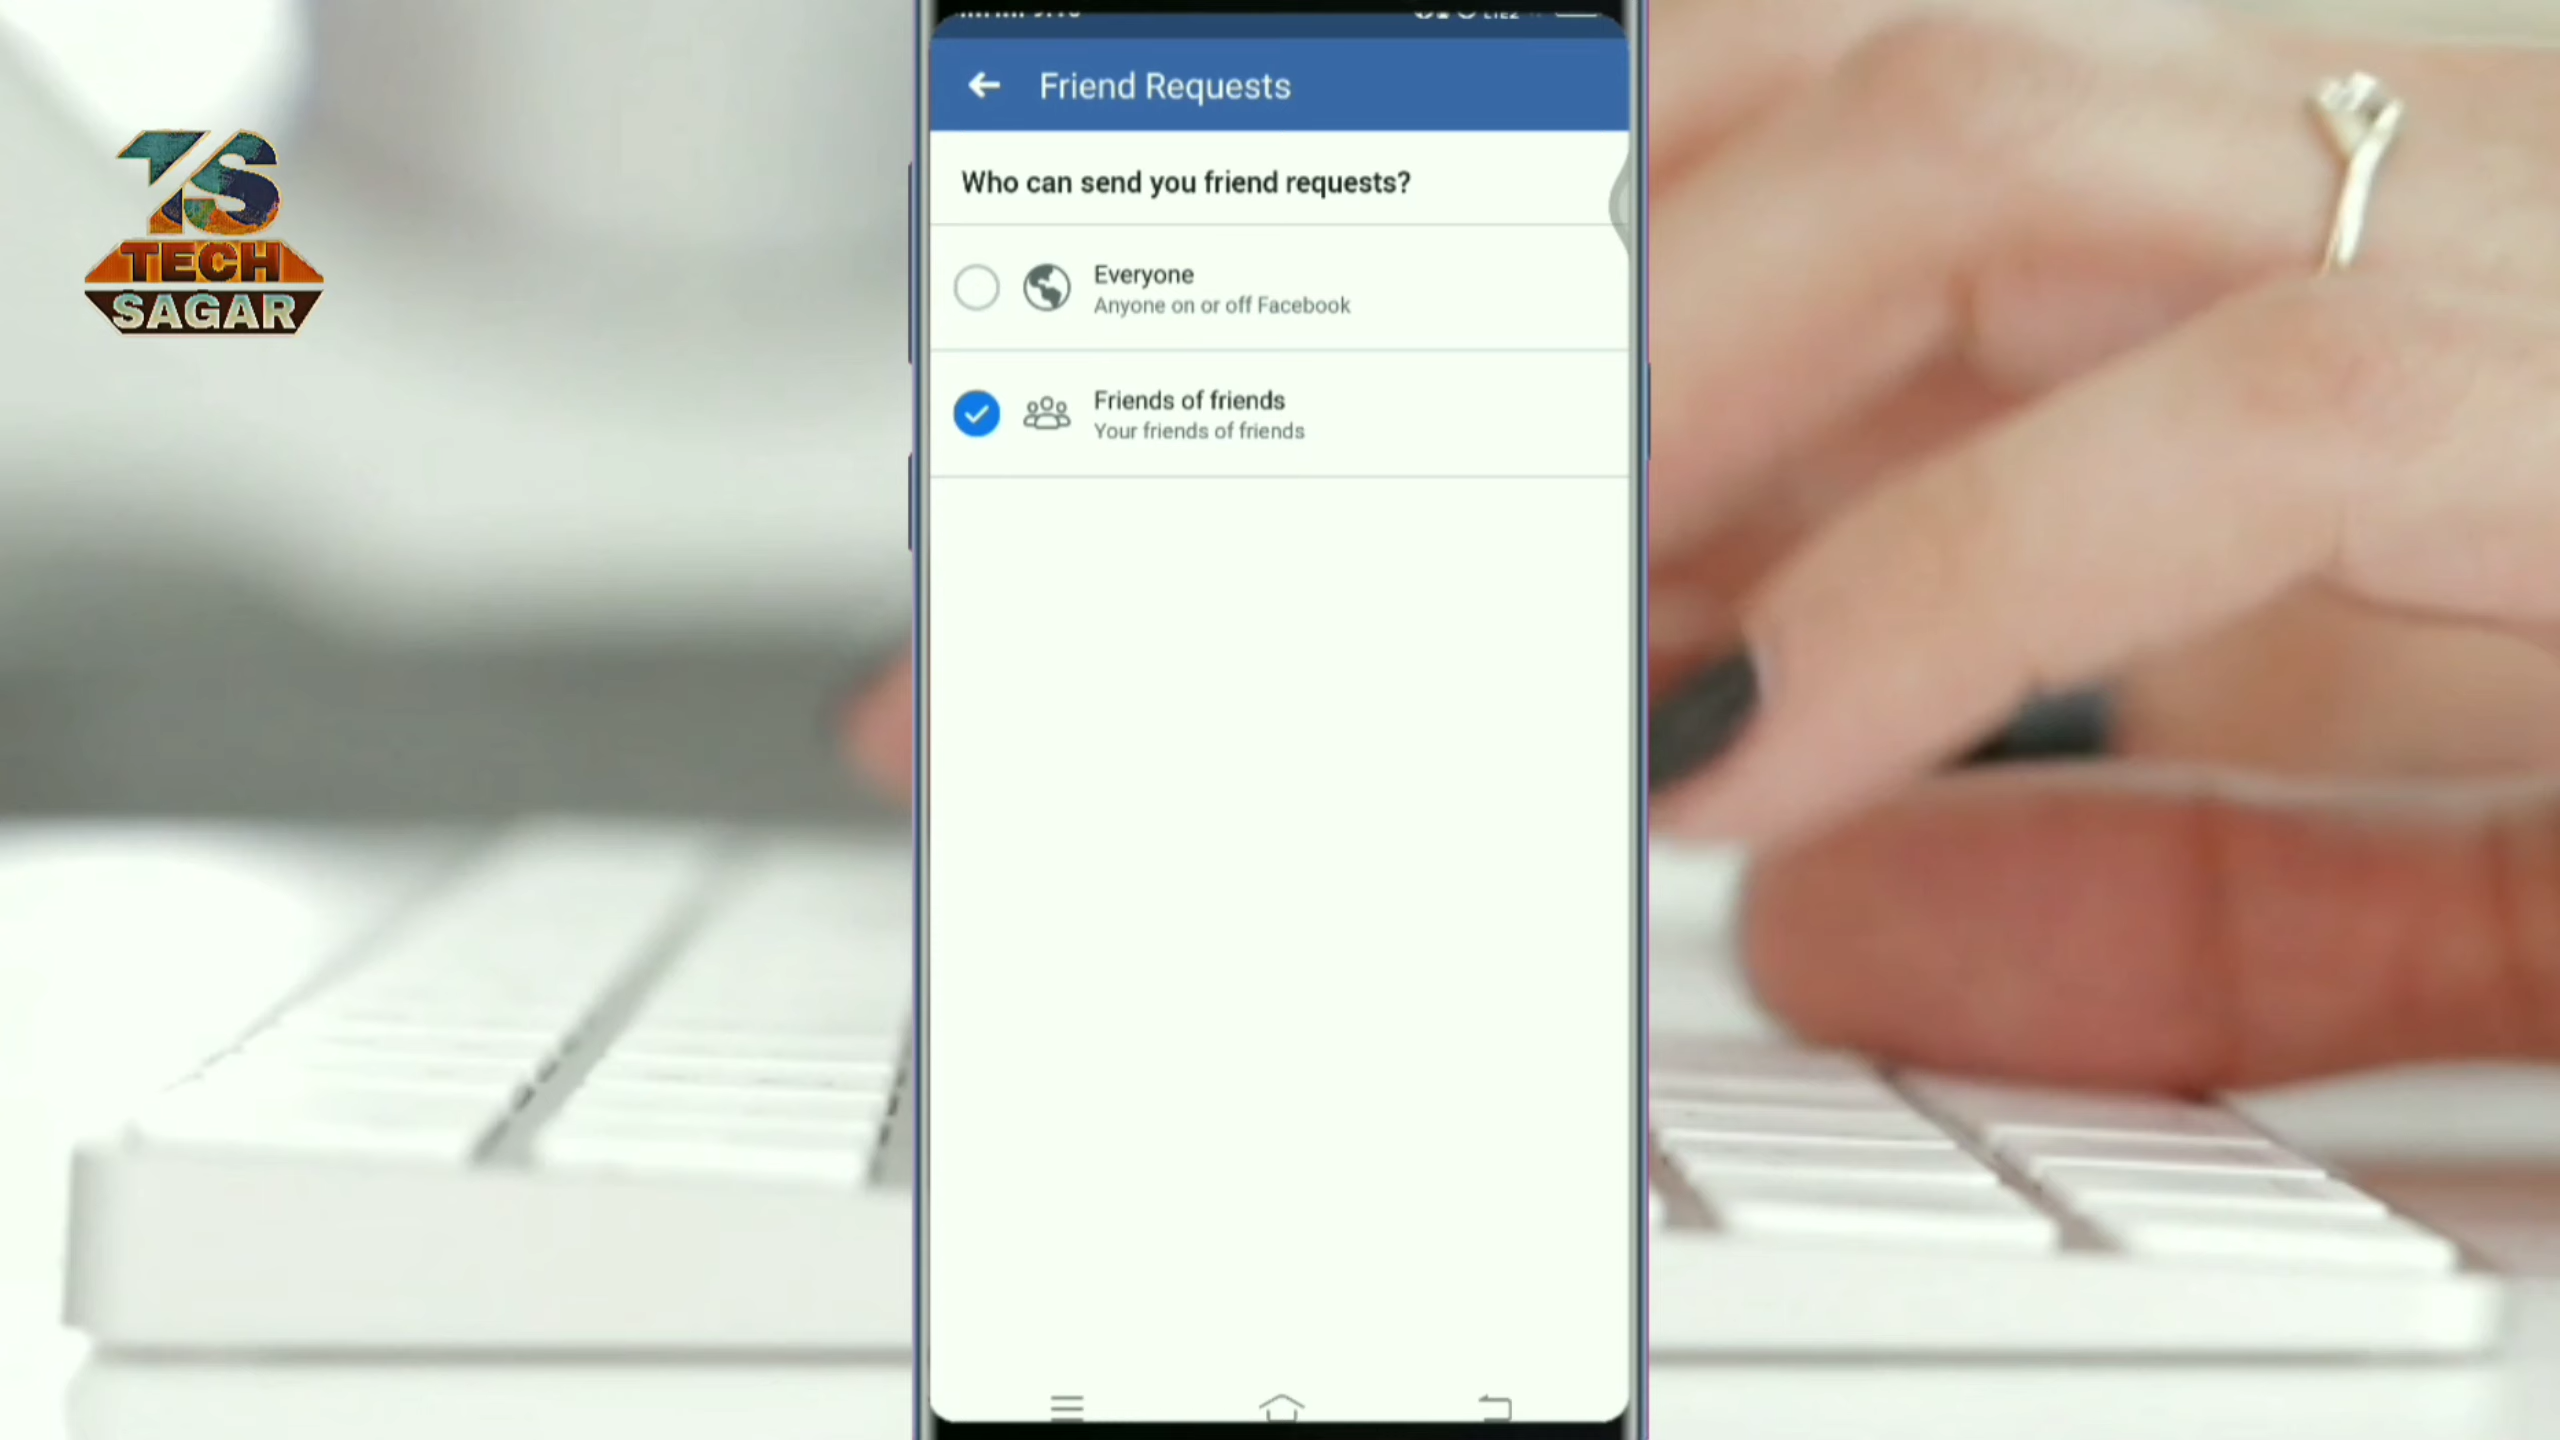 Friend Requests
Who can send you friend requests?
Everyone
Anyone on or off Facebook
Friends of friends
Your friends of friends
TS
TECH
SAGAR